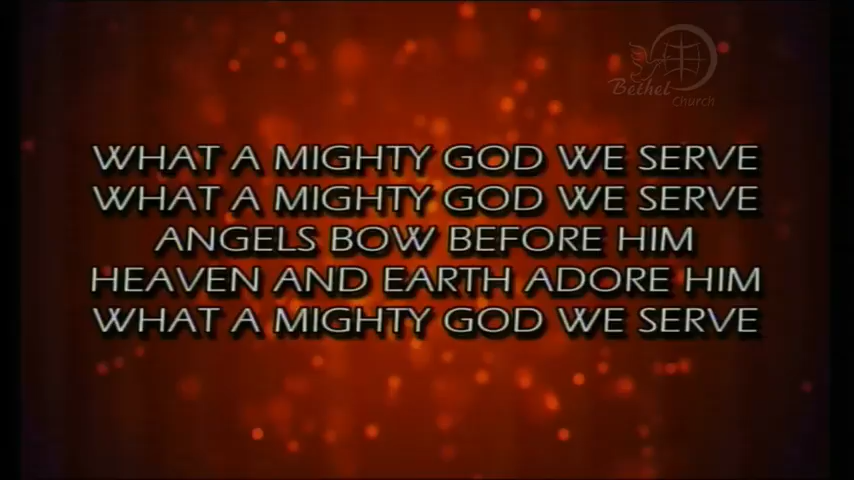 Bethel
Church
WHAT A MIGHTY GOD WE SERVE
WHAT A MIGHTY GOD WE SERVE
ANGELS BOW BEFORE HIM
HEAVEN AND EARTH ADORE HIM
WHAT A MIGHTY GOD WE SERVE